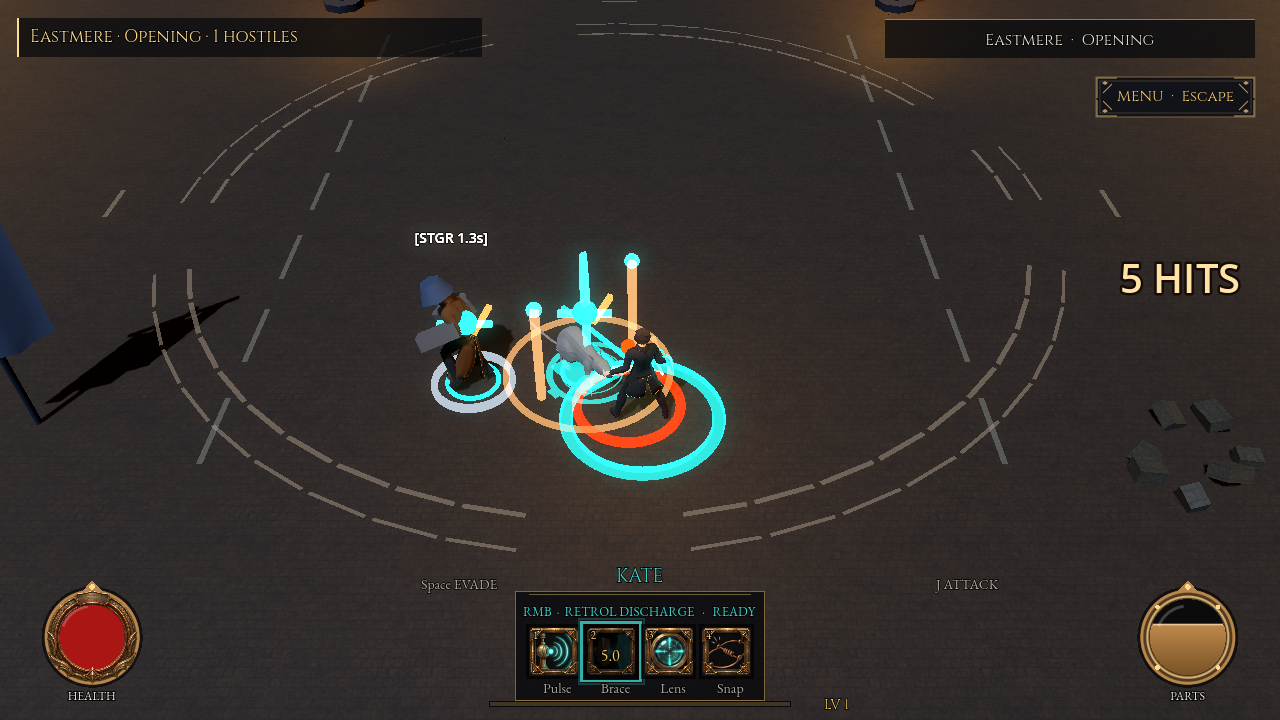 EASTMERE · OPENING · 1 HOSTILES
EASTMERE · OPENING
MENU · ESCAPE
[STGR 1.3s]
5 HITS
KATE
Space EVADE
J ATTACK
RMB · RETROL DISCHARGE · READY
1
2
3
4
5.0
Pulse
Brace
Lens
Snap
HEALTH
PARTS
LV 1